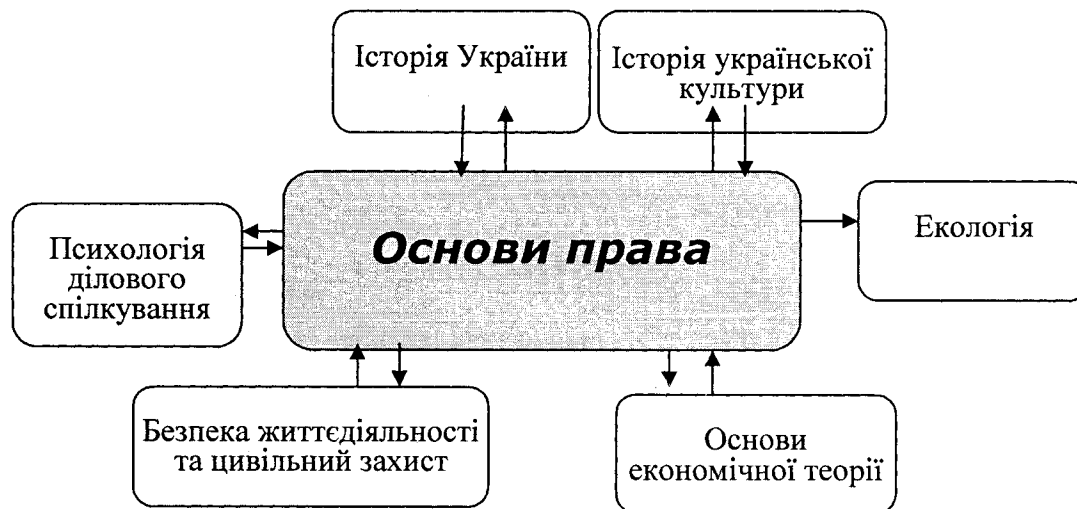 Історія України
Історія української
культури
Основи права
Екологія
Психологія
ділового
спілкування
Безпека життєдіяльності
та цивільний захист
Основи
економічної теорії